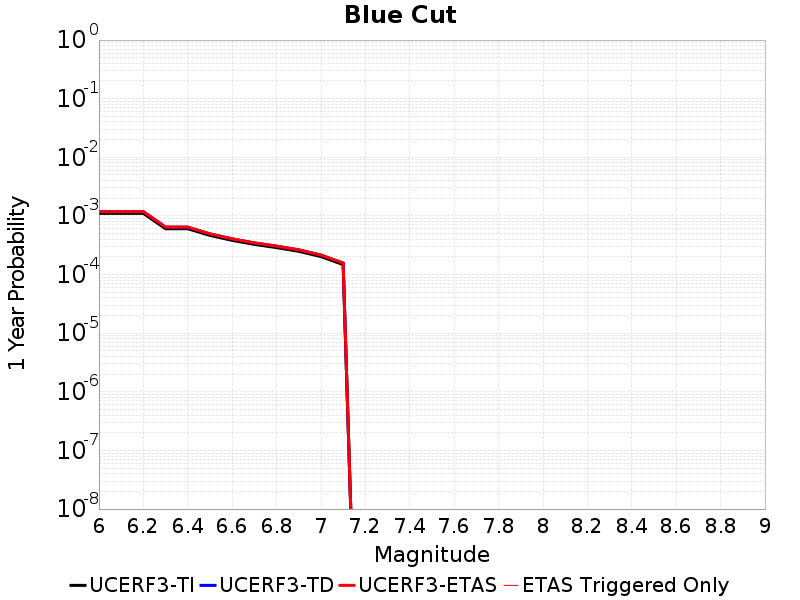 Blue Cut
10^0
10^-1
10^-2
10^-3
10^-4
10^-5
10^-6
10^-7
10^-8
1 Year Probability
6 6.2 6.4 6.6 6.8 7 7.2 7.4 7.6 7.8 8 8.2 8.4 8.6 8.8 9
Magnitude
UCERF3-TI UCERF3-TD UCERF3-ETAS ETAS Triggered Only